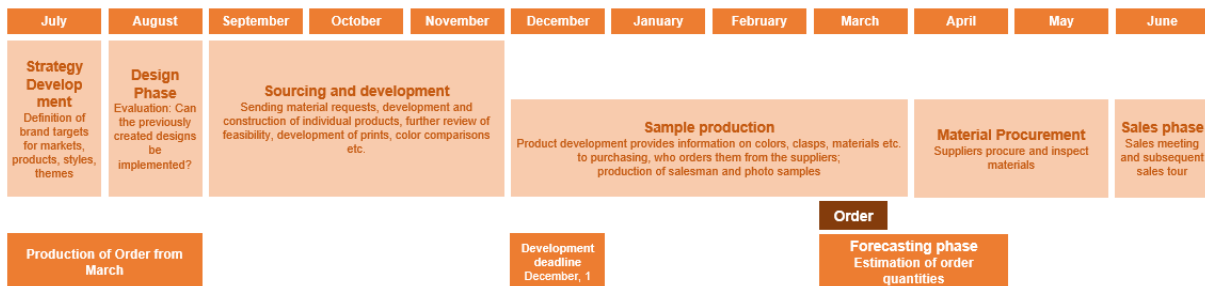 July August September October November December January February March April May June
Strategy
Develop
ment
Definition of
brand targets
for markets,
products, styles,
themes
Design
Phase
Evaluation: Can
the previously
created designs
be
implemented?
Sourcing and development
Sending material requests, development and
construction of individual products, further review of
feasibility, development of prints, color comparisons
etc.
Sample production
Product development provides information on colors, clasps, materials etc.
to purchasing, who orders them from the suppliers;
production of salesman and photo samples
Material Procurement
Suppliers procure and inspect
materials
Sales phase
Sales meeting
and subsequent
sales tour
Order
Production of Order from
March
Development
deadline
December, 1
Forecasting phase
Estimation of order
quantities